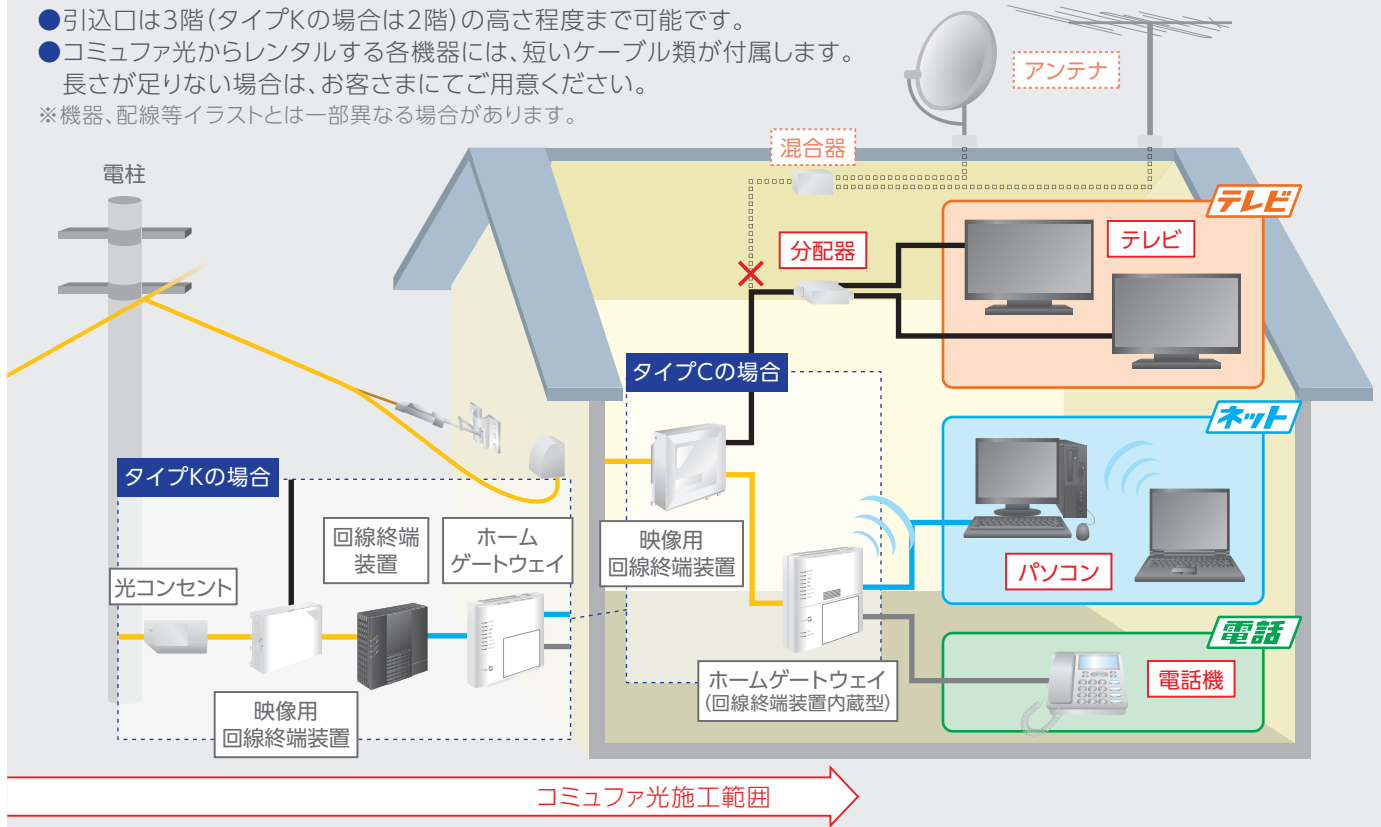 ●引込口は3階(タイプKの場合は2階)の高さ程度まで可能です。
●コミュファ光からレンタルする各機器には、短いケーブル類が付属します。
長さが足りない場合は、お客さまにてご用意ください。
※機器、配線等イラストとは一部異なる場合があります。
アンテナ
混合器
電柱
テレビ
分配器
テレビ
タイプCの場合
ネット
タイプKの場合
回線終端
装置
ホーム
ゲートウェイ
映像用
回線終端装置
パソコン
光コンセント
電話
ホームゲートウェイ
(回線終端装置内蔵型)
電話機
映像用
回線終端装置
コミュファ光施工範囲